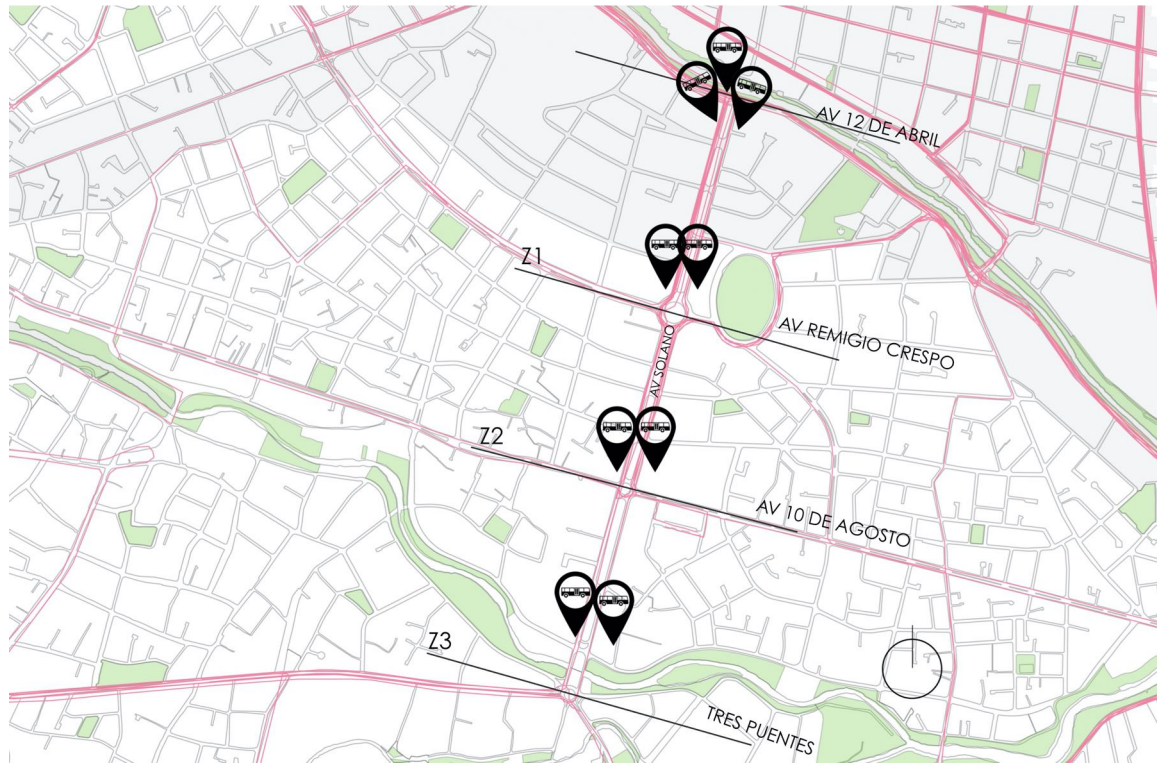 AV 12 DE ABRIL
Z1
AV REMIGIO CRESPO
AV SOLANO
Z2
AV 10 DE AGOSTO
Z3
TRES PUENTES